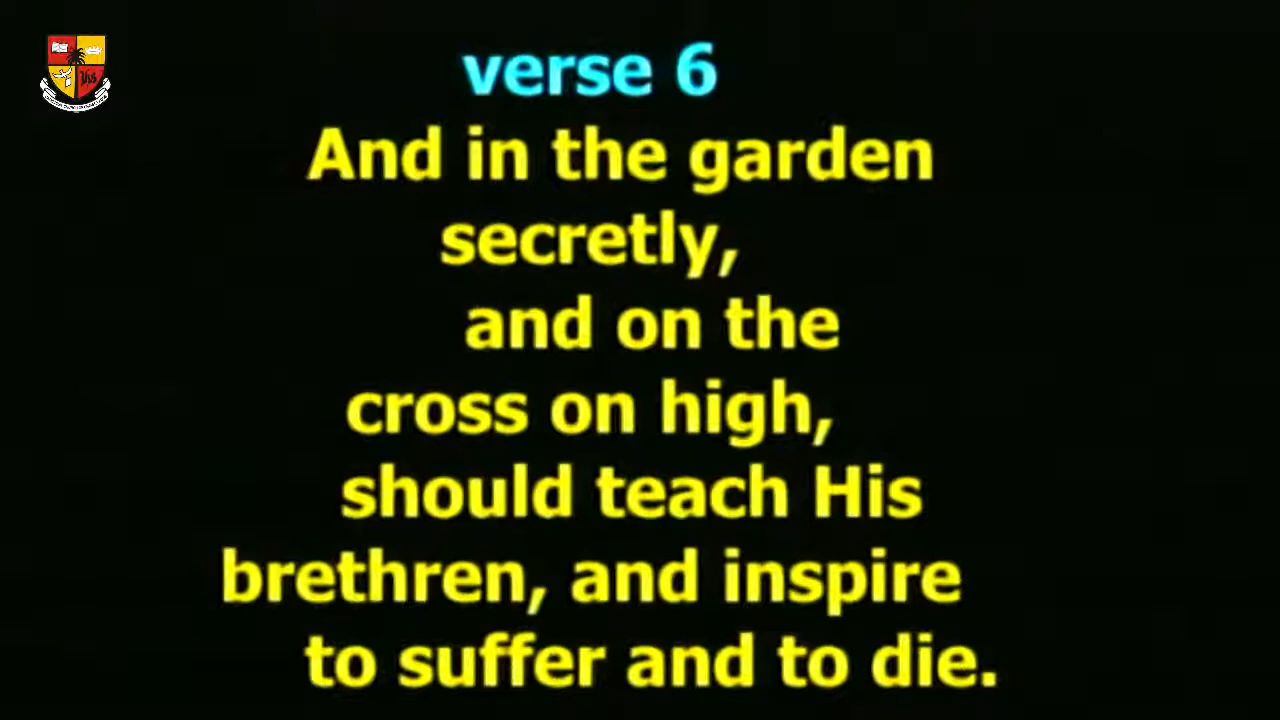 verse 6
And in the garden
secretly,
and on the
cross on high,
should teach His
brethren, and inspire
to suffer and to die.